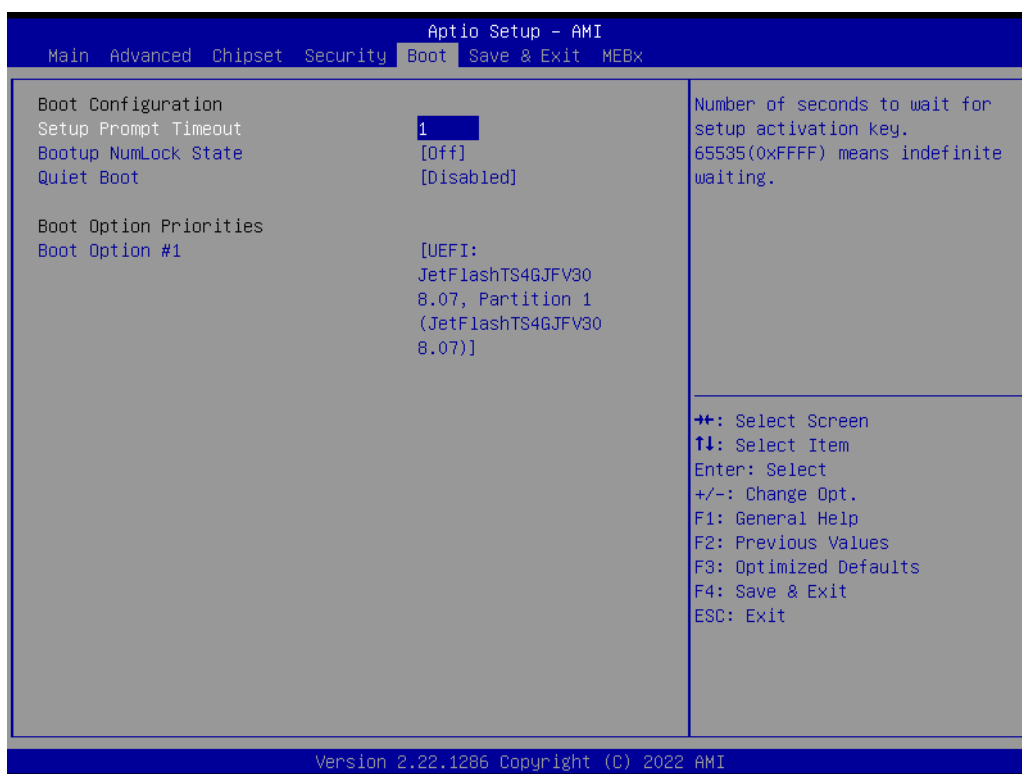 Aptio Setup – AMI
Main Advanced Chipset Security Boot Save & Exit MEBx
Boot Configuration
Setup Prompt Timeout 1
Bootup NumLock State [Off]
Quiet Boot [Disabled]
Boot Option Priorities
Boot Option #1 [UEFI:
JetFlashTS4GJFV30
8.07, Partition 1
(JetFlashTS4GJFV30
8.07)]
Number of seconds to wait for
setup activation key.
65535(0xFFFF) means indefinite
waiting.
→←: Select Screen
↑↓: Select Item
Enter: Select
+/-: Change Opt.
F1: General Help
F2: Previous Values
F3: Optimized Defaults
F4: Save & Exit
ESC: Exit
Version 2.22.1286 Copyright (C) 2022 AMI